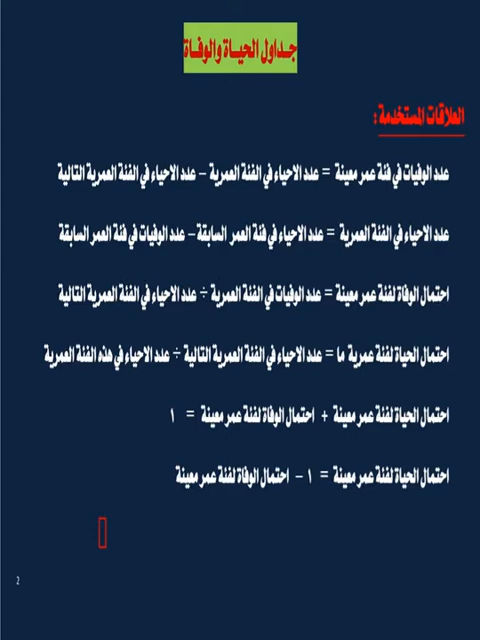 جداول الحياة والوفاة
العلاقات المستخدمة :
عدد الوفيات في فئة عمر معينة = عدد الاحياء في الفئة العمرية – عدد الاحياء في الفئة العمرية التالية
عدد الاحياء في الفئة العمرية = عدد الاحياء في فئة العمر السابقة – عدد الوفيات في فئة العمر السابقة
احتمال الوفاة لفئة عمر معينة = عدد الوفيات في الفئة العمرية ÷ عدد الاحياء في الفئة العمرية التالية
احتمال الحياة لفئة عمرية ما = عدد الاحياء في الفئة العمرية التالية ÷ عدد الاحياء في هذه الفئة العمرية
احتمال الحياة لفئة عمر معينة + احتمال الوفاة لفئة عمر معينة = ١
احتمال الحياة لفئة عمر معينة = ١ – احتمال الوفاة لفئة عمر معينة
2